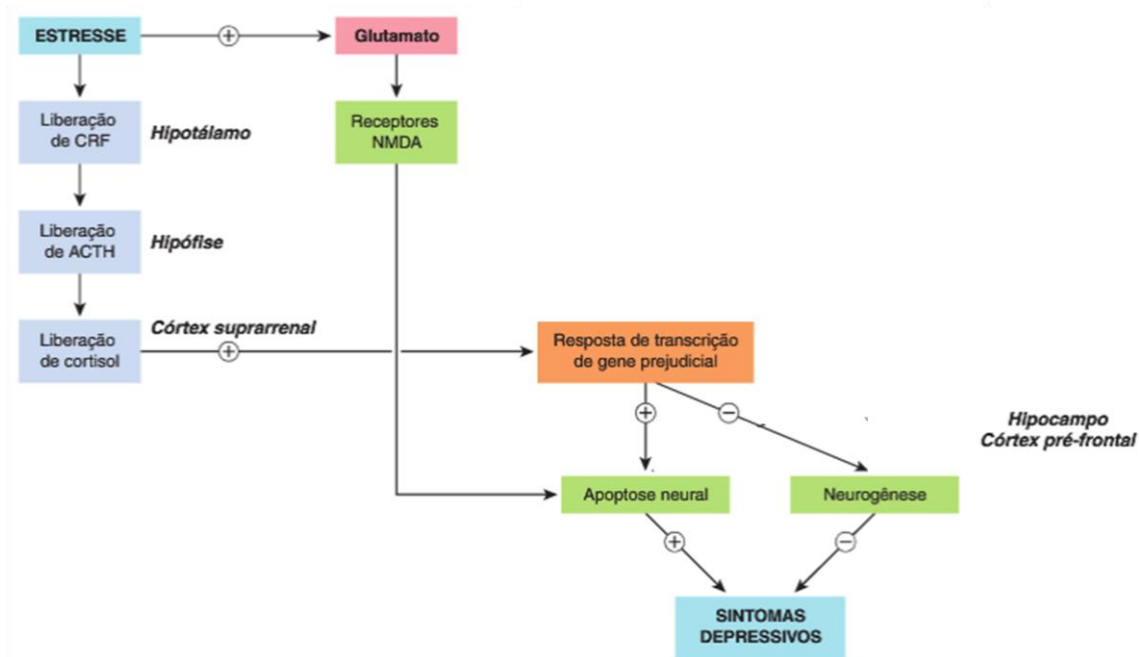 ESTRESSE
+
Glutamato
Liberação
de CRF
Hipotálamo
Receptores
NMDA
Liberação
de ACTH
Hipófise
Liberação
de cortisol
Córtex suprarrenal
+
Resposta de transcrição
de gene prejudicial
+
−
Hipocampo
Córtex pré-frontal
Apoptose neural
Neurogênese
+
−
SINTOMAS
DEPRESSIVOS